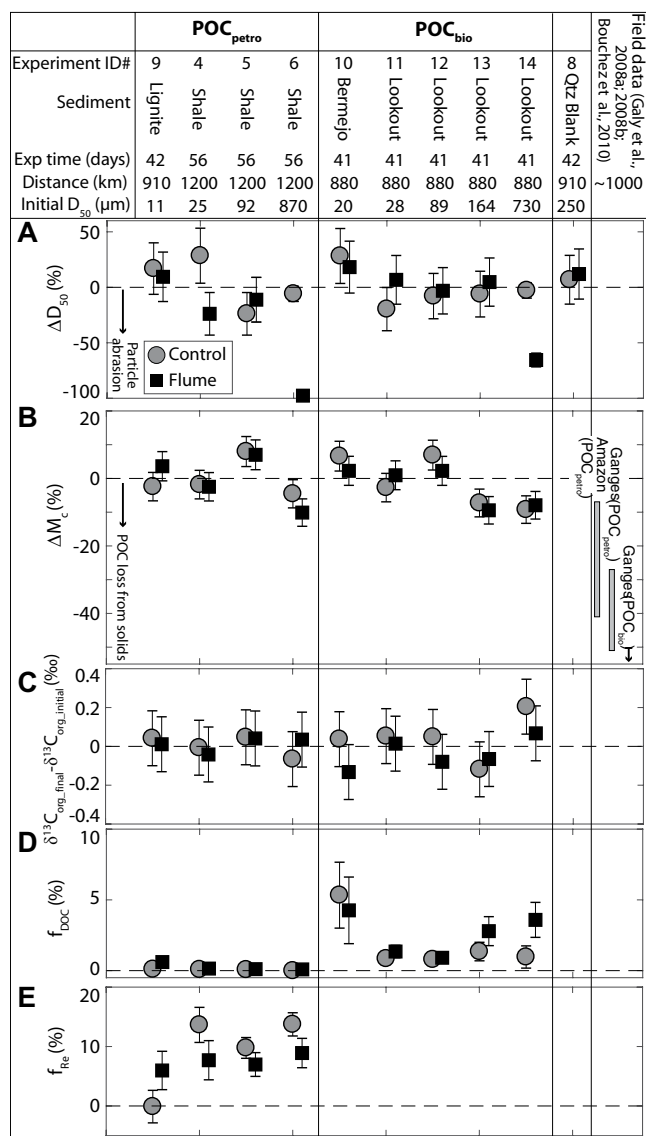 POCpetro POCbio
Field data (Galy et al.,
2008a; 2008b;
Bouchez et al., 2010)
Experiment ID# 9 4 5 6 10 11 12 13 14 8
Sediment Lignite Shale Shale Shale Bermejo Lookout Lookout Lookout Lookout Qtz Blank
Exp time (days) 42 56 56 56 41 41 41 41 41 42
Distance (km) 910 1200 1200 1200 880 880 880 880 880 910 ~1000
Initial D50 (µm) 11 25 92 870 20 28 89 164 730 250
A
ΔD50 (%)
50
0
-50
-100
Particle
abrasion
Control
Flume
B
ΔMc (%)
20
0
-20
-40
POC loss from solids
Ganges(POCpetro)
Amazon
(POCpetro)
Ganges(POCbio)
C
δ13Corg_final-δ13Corg_initial
(‰)
0.4
0.2
0
-0.2
-0.4
D
fDOC (%)
10
5
0
E
fRe (%)
20
10
0